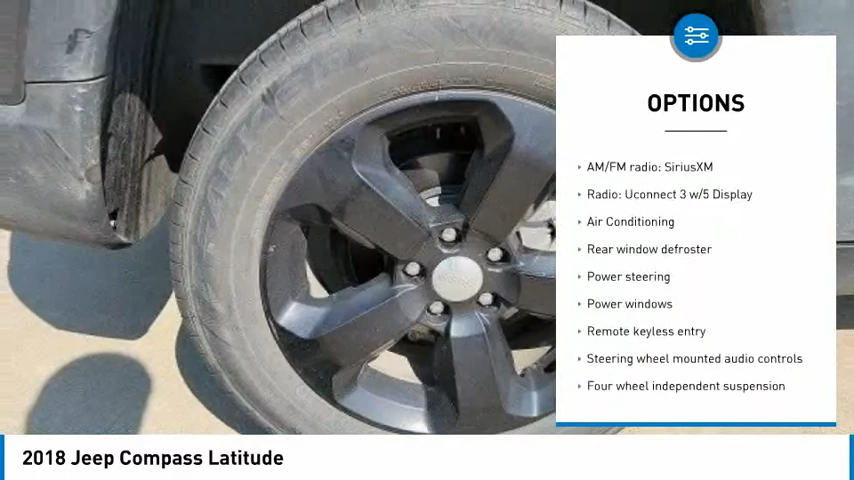 OPTIONS
AM/FM radio: SiriusXM
Radio: Uconnect 3 w/5 Display
Air Conditioning
Rear window defroster
Power steering
Power windows
Remote keyless entry
Steering wheel mounted audio controls
Four wheel independent suspension
2018 Jeep Compass Latitude